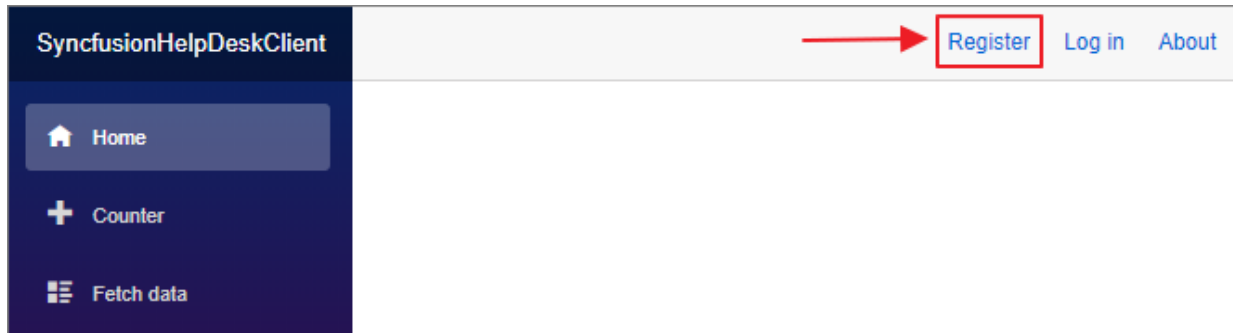 SyncfusionHelpDeskClient
Register Log in About
Home
Counter
Fetch data